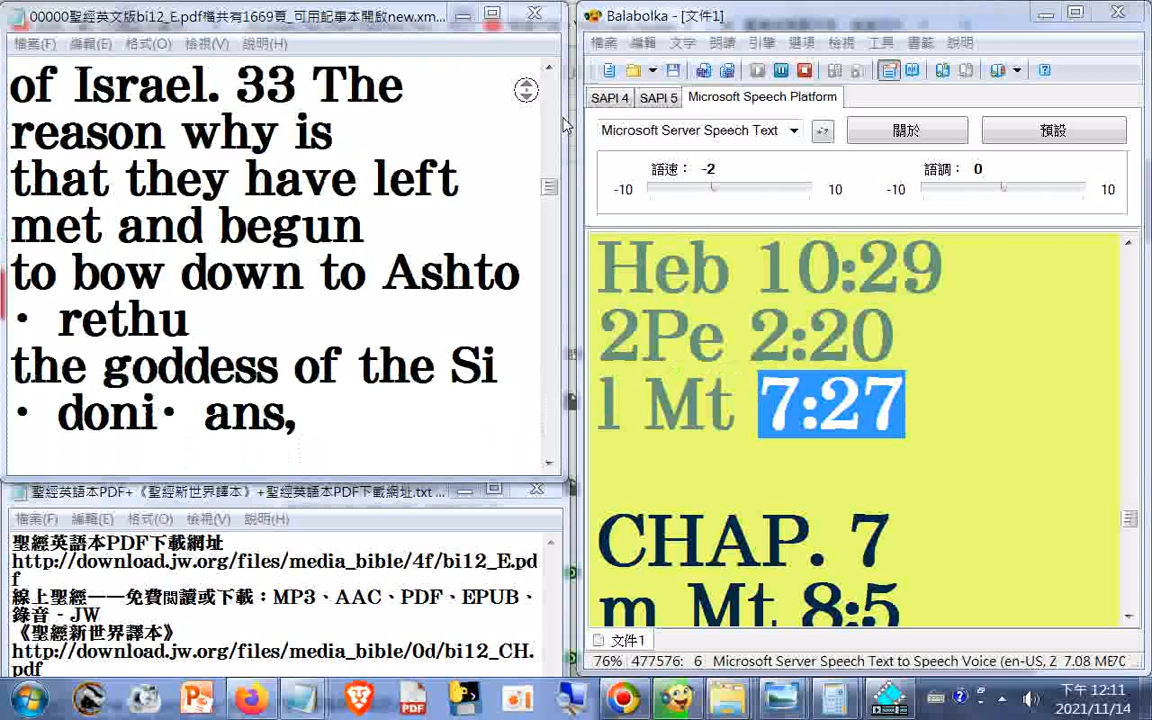 00000聖經英文版bi12_E.pdf檔共有1669頁_可用記事本開啟new.xm...
檔案(F) 編輯(E) 格式(O) 檢視(V) 說明(H)
of Israel. 33 The
reason why is
that they have left
met and begun
to bow down to Ashto
· rethu
the goddess of the Si
· doni· ans,
聖經英語本PDF+《聖經新世界譯本》+聖經英語本PDF下載網址.txt ...
檔案(F) 編輯(E) 格式(O) 檢視(V) 說明(H)
聖經英語本PDF下載網址
http://download.jw.org/files/media_bible/4f/bi12_E.pd
f
線上聖經——免費閱讀或下載：MP3、AAC、PDF、EPUB、
錄音 - JW
《聖經新世界譯本》
http://download.jw.org/files/media_bible/0d/bi12_CH.
pdf
Balabolka - [文件1]
檔案 編輯 文字 朗讀 引擎 選項 檢視 工具 書籤 說明
SAPI 4 SAPI 5 Microsoft Speech Platform
Microsoft Server Speech Text 關於 預設
語速： -2 語調： 0
-10 10 -10 10
Heb 10:29
2Pe 2:20
l Mt 7:27
CHAP. 7
m Mt 8:5
文件1
76% 477576: 6 Microsoft Server Speech Text to Speech Voice (en-US, Z 7.08 ME
下午 12:11
2021/11/14